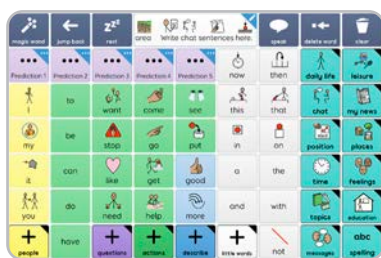 magic wand jump back rest area Write chat sentences here. speak delete word clear
Prediction 1 Prediction 2 Prediction 3 Prediction 4 Prediction 5 now then daily life leisure
I to want come see this that chat my news
my be stop go put in on position places
it can like get good a the time feelings
you do need help more and with topics education
people have questions actions describe little words not messages abc
spelling